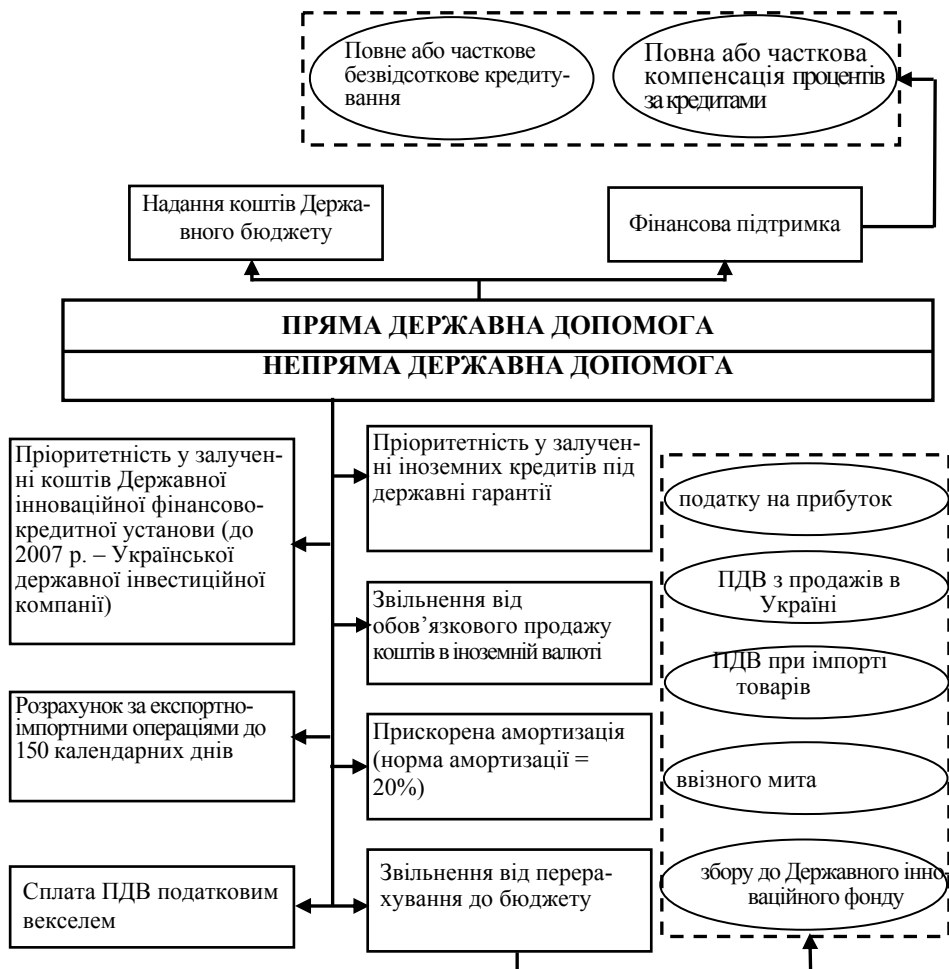 Повне або часткове
безвідсоткове кредиту-
вання
Повна або часткова
компенсація процентів
за кредитами
Надання коштів Держа-
вного бюджету
Фінансова підтримка
ПРЯМА ДЕРЖАВНА ДОПОМОГА
НЕПРЯМА ДЕРЖАВНА ДОПОМОГА
Пріоритетність у залучен-
ні коштів Державної
інноваційної фінансово-
кредитної установи (до
2007 р. – Української
державної інвестиційної
компанії)
Пріоритетність у залучен-
ні іноземних кредитів під
державні гарантії
Звільнення від
обов’язкового продажу
коштів в іноземній валюті
Розрахунок за експортно-
імпортними операціями до
150 календарних днів
Прискорена амортизація
(норма амортизації =
20%)
Сплата ПДВ податковим
векселем
Звільнення від перера-
хування до бюджету
податку на прибуток
ПДВ з продажів в
Україні
ПДВ при імпорті
товарів
ввізного мита
збору до Державного інно-
ваційного фонду